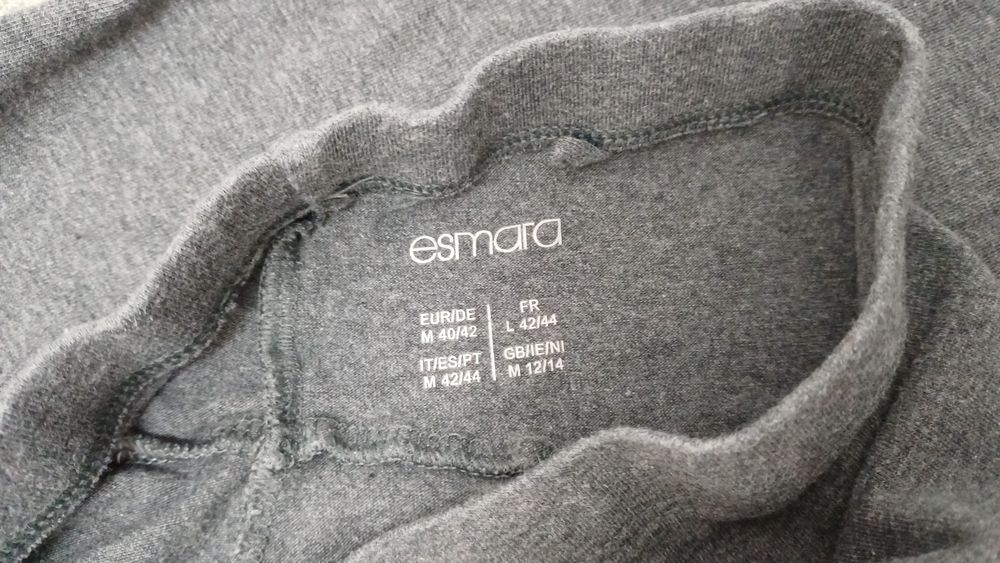 esmara
EUR/DE
M 40/42
FR
L 42/44
IT/ES/PT
M 42/44
GB/IE/NI
M 12/14